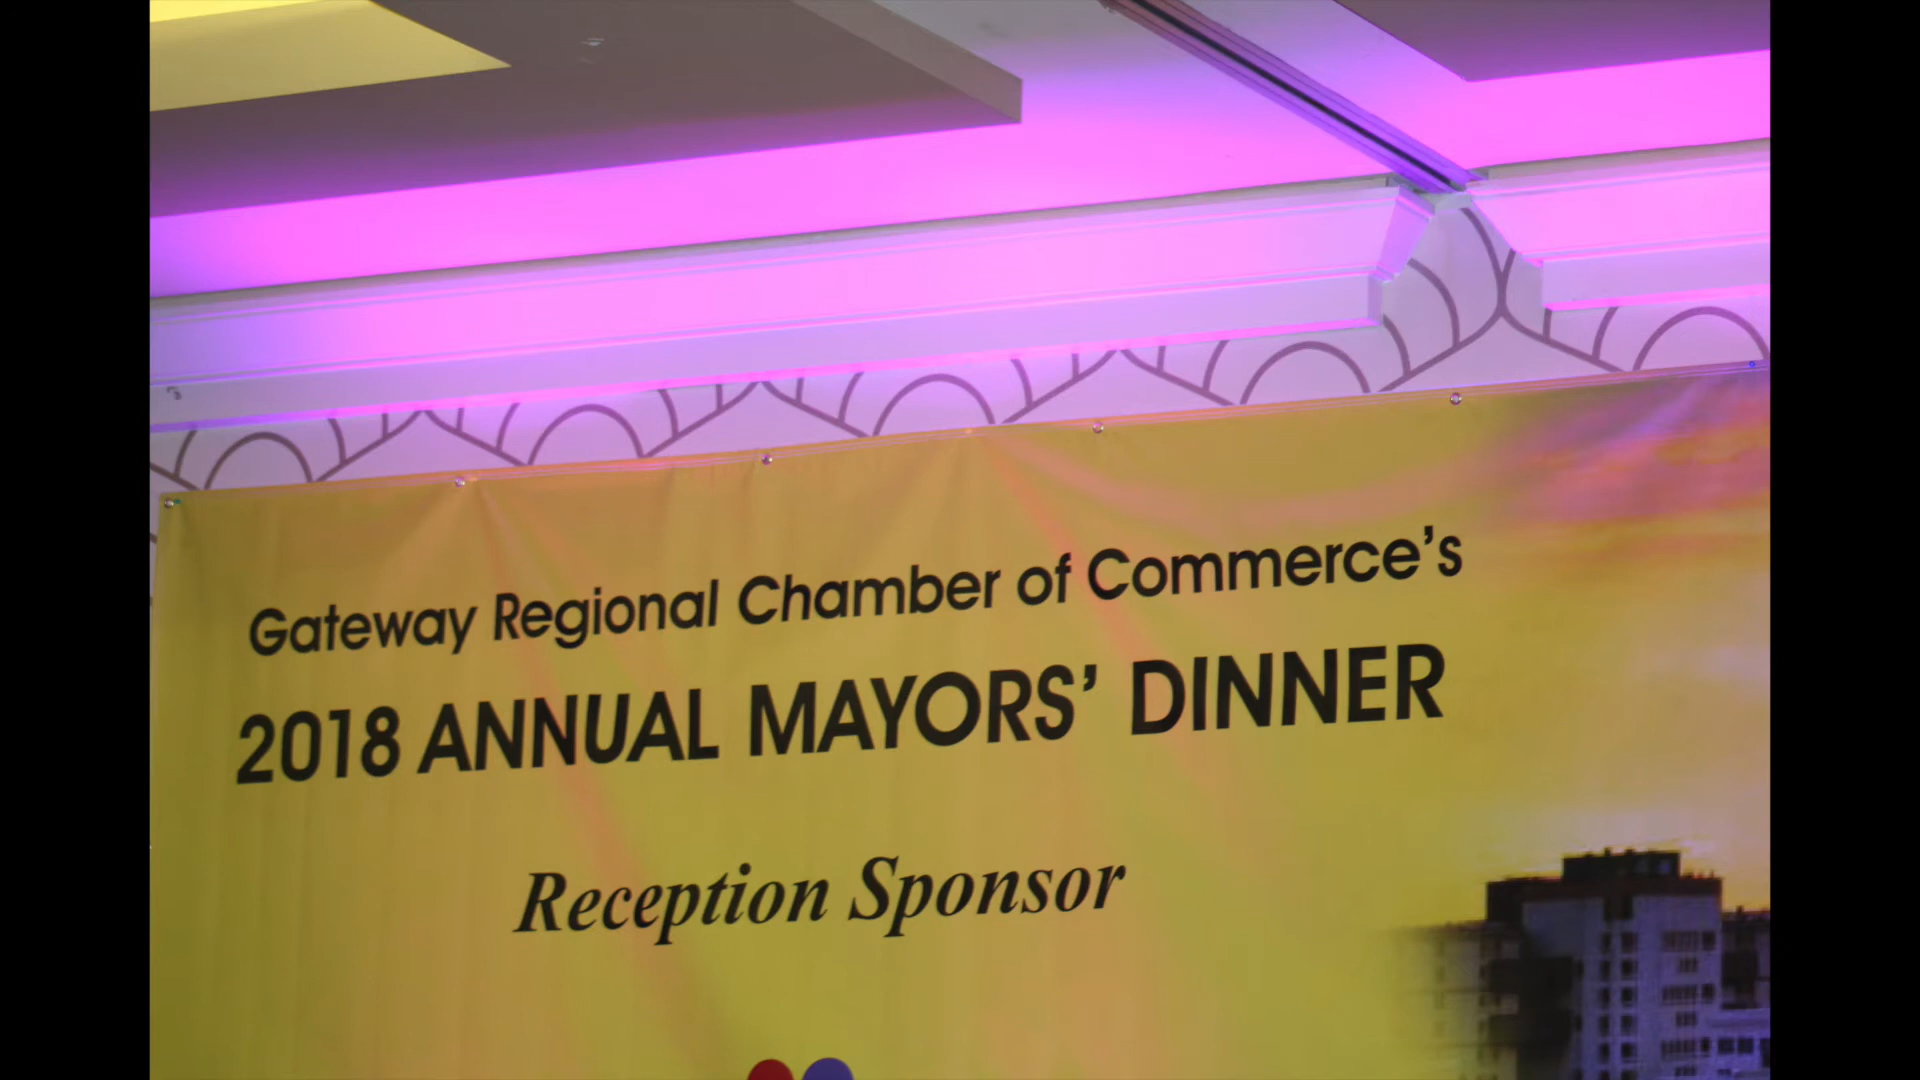 Gateway Regional Chamber of Commerce’s
2018 ANNUAL MAYORS’ DINNER
Reception Sponsor